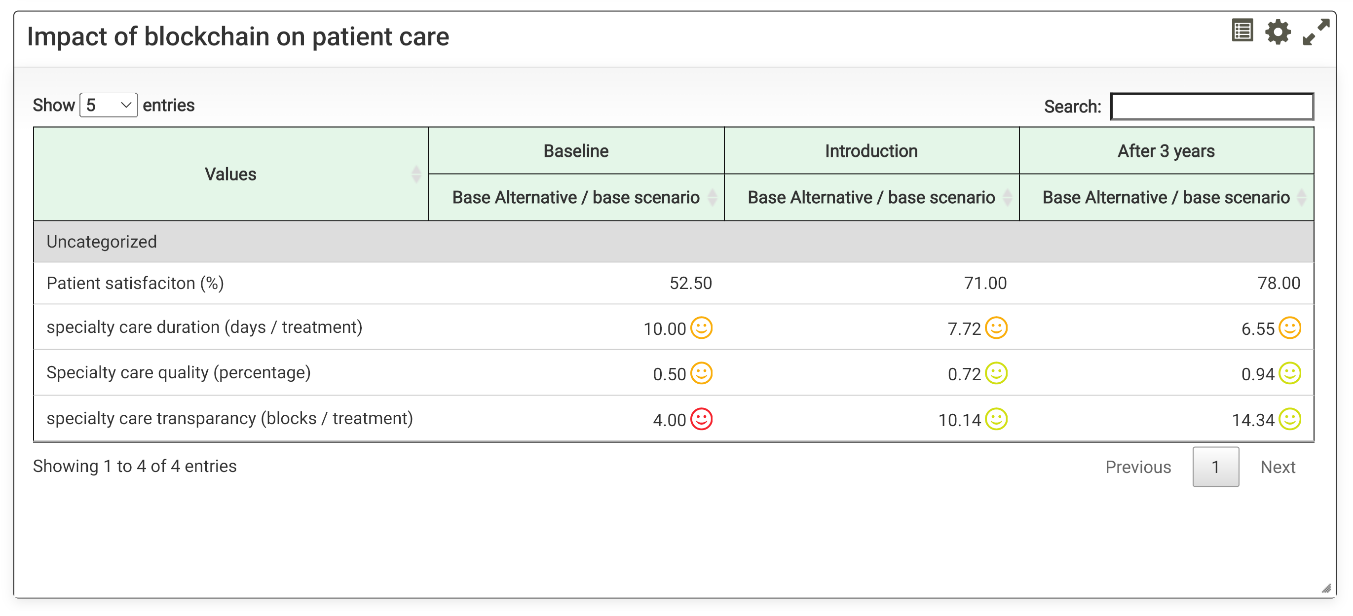 Impact of blockchain on patient care
Show 5 entries
Search:
Values
Baseline
Introduction
After 3 years
Base Alternative / base scenario
Base Alternative / base scenario
Base Alternative / base scenario
Uncategorized
Patient satisfaciton (%) 52.50 71.00 78.00
specialty care duration (days / treatment) 10.00 7.72 6.55
Specialty care quality (percentage) 0.50 0.72 0.94
specialty care transparancy (blocks / treatment) 4.00 10.14 14.34
Showing 1 to 4 of 4 entries
Previous 1 Next